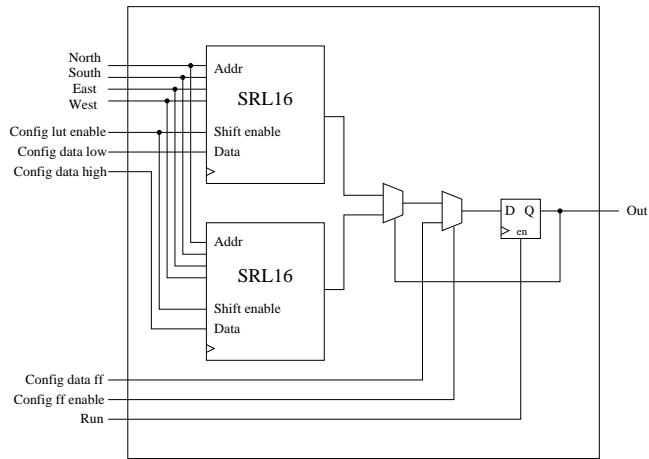 North
South
East
West
Config lut enable
Config data low
Config data high
Addr
SRL16
Shift enable
Data
Addr
SRL16
Shift enable
Data
D Q
en
Out
Config data ff
Config ff enable
Run